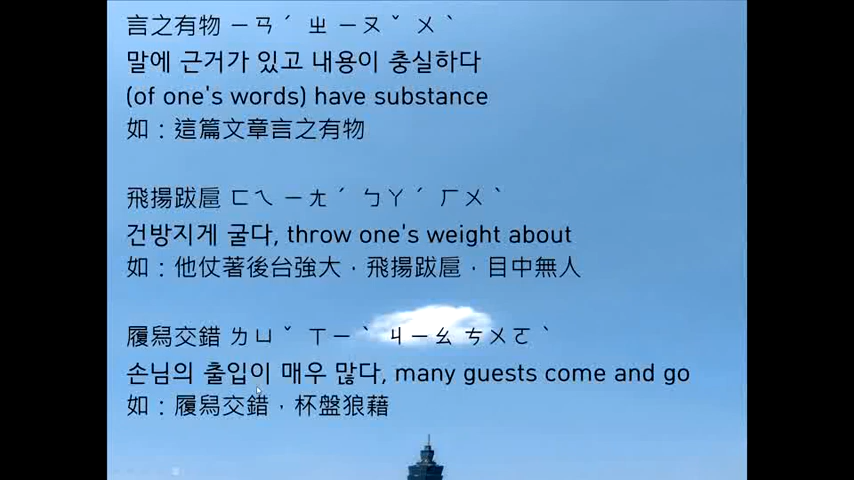 言之有物 ㄧㄢˊ ㄓ ㄧㄡˇ ㄨˋ
말에 근거가 있고 내용이 충실하다
(of one's words) have substance
如：這篇文章言之有物
飛揚跋扈 ㄈㄟ ㄧㄤˊ ㄅㄚˊ ㄏㄨˋ
건방지게 굴다, throw one's weight about
如：他仗著後台強大，飛揚跋扈，目中無人
履舄交錯 ㄌㄩˇ ㄒㄧˋ ㄐㄧㄠ ㄘㄨㄛˋ
손님의 출입이 매우 많다, many guests come and go
如：履舄交錯，杯盤狼藉